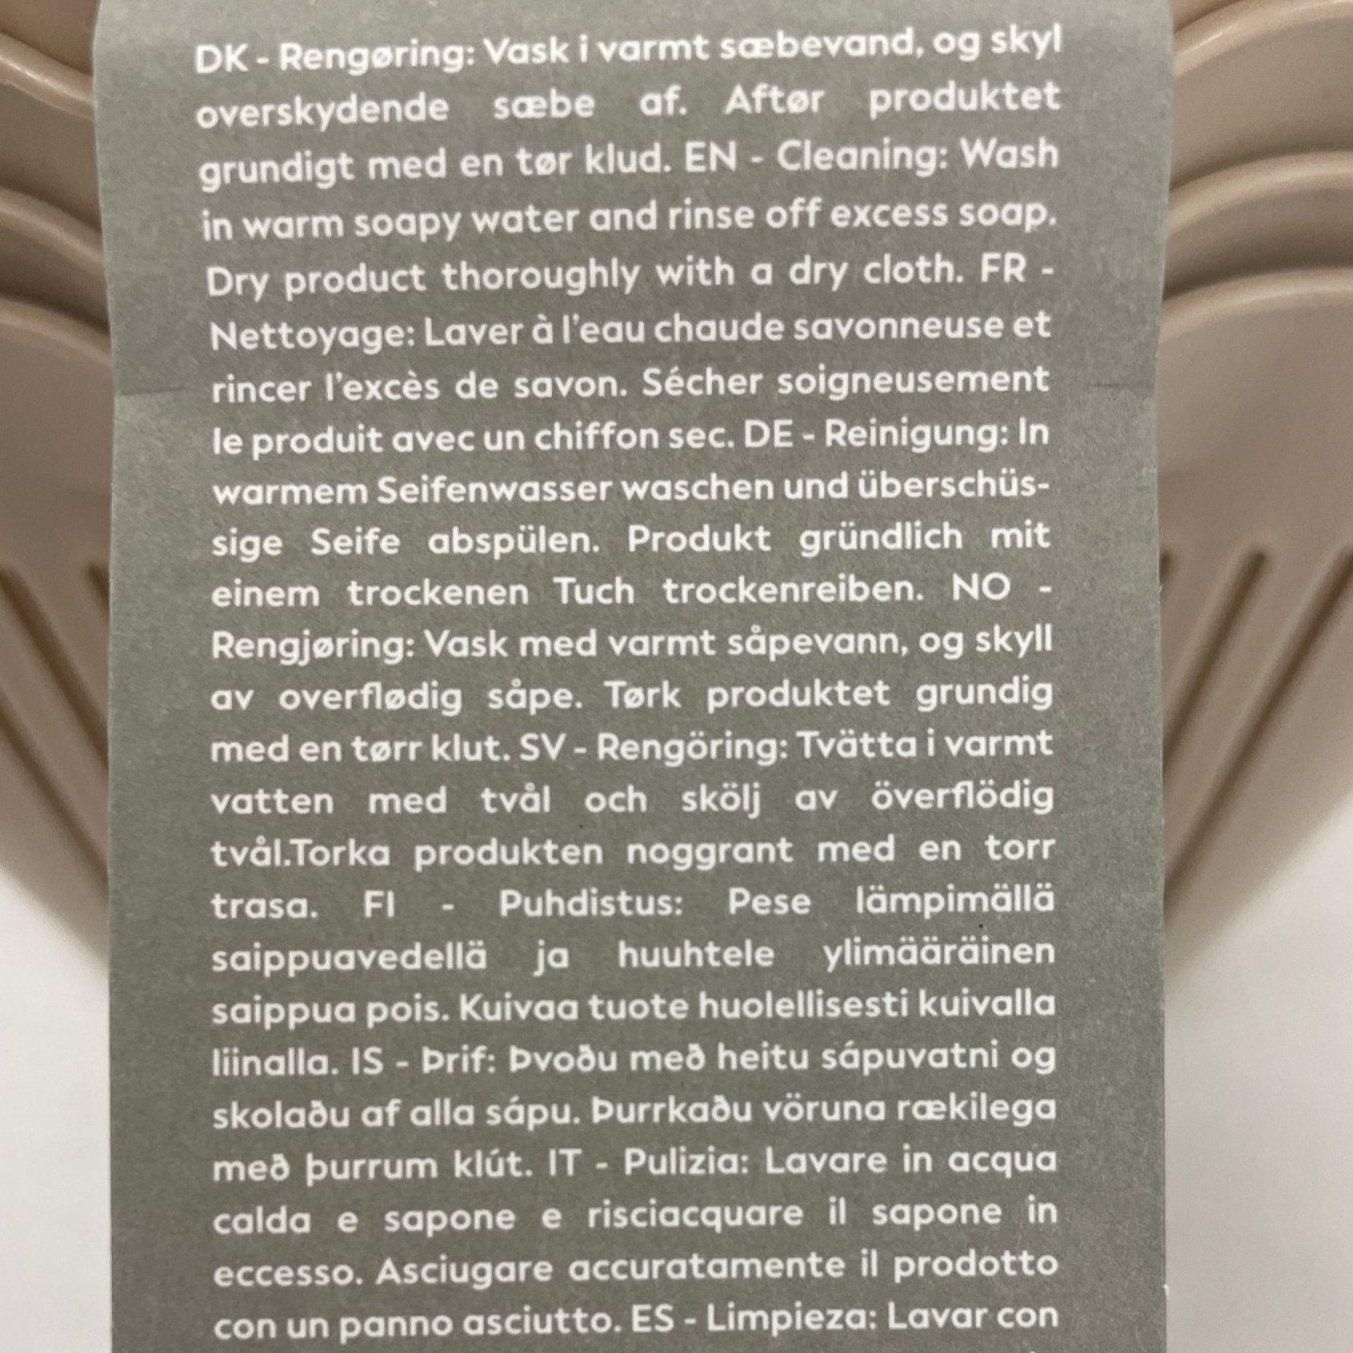 DK - Rengøring: Vask i varmt sæbevand, og skyl
overskydende sæbe af. Aftør produktet
grundigt med en tør klud. EN - Cleaning: Wash
in warm soapy water and rinse off excess soap.
Dry product thoroughly with a dry cloth. FR -
Nettoyage: Laver à l'eau chaude savonneuse et
rincer l'excès de savon. Sécher soigneusement
le produit avec un chiffon sec. DE - Reinigung: In
warmem Seifenwasser waschen und überschüs-
sige Seife abspülen. Produkt gründlich mit
einem trockenen Tuch trockenreiben. NO -
Rengjøring: Vask med varmt såpevann, og skyll
av overflødig såpe. Tørk produktet grundig
med en tørr klut. SV - Rengöring: Tvätta i varmt
vatten med tvål och skölj av överflödig
tvål.Torka produkten noggrant med en torr
trasa. FI - Puhdistus: Pese lämpimällä
saippuavedellä ja huuhtele ylimääräinen
saippua pois. Kuivaa tuote huolellisesti kuivalla
liinalla. IS - Þrif: Þvoðu með heitu sápuvatni og
skolaðu af alla sápu. Þurrkaðu vöruna rækilega
með þurrum klút. IT - Pulizia: Lavare in acqua
calda e sapone e risciacquare il sapone in
eccesso. Asciugare accuratamente il prodotto
con un panno asciutto. ES - Limpieza: Lavar con